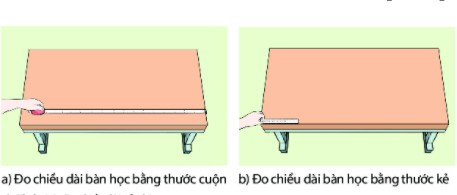 a) Đo chiều dài bàn học bằng thước cuộn
b) Đo chiều dài bàn học bằng thước kẻ